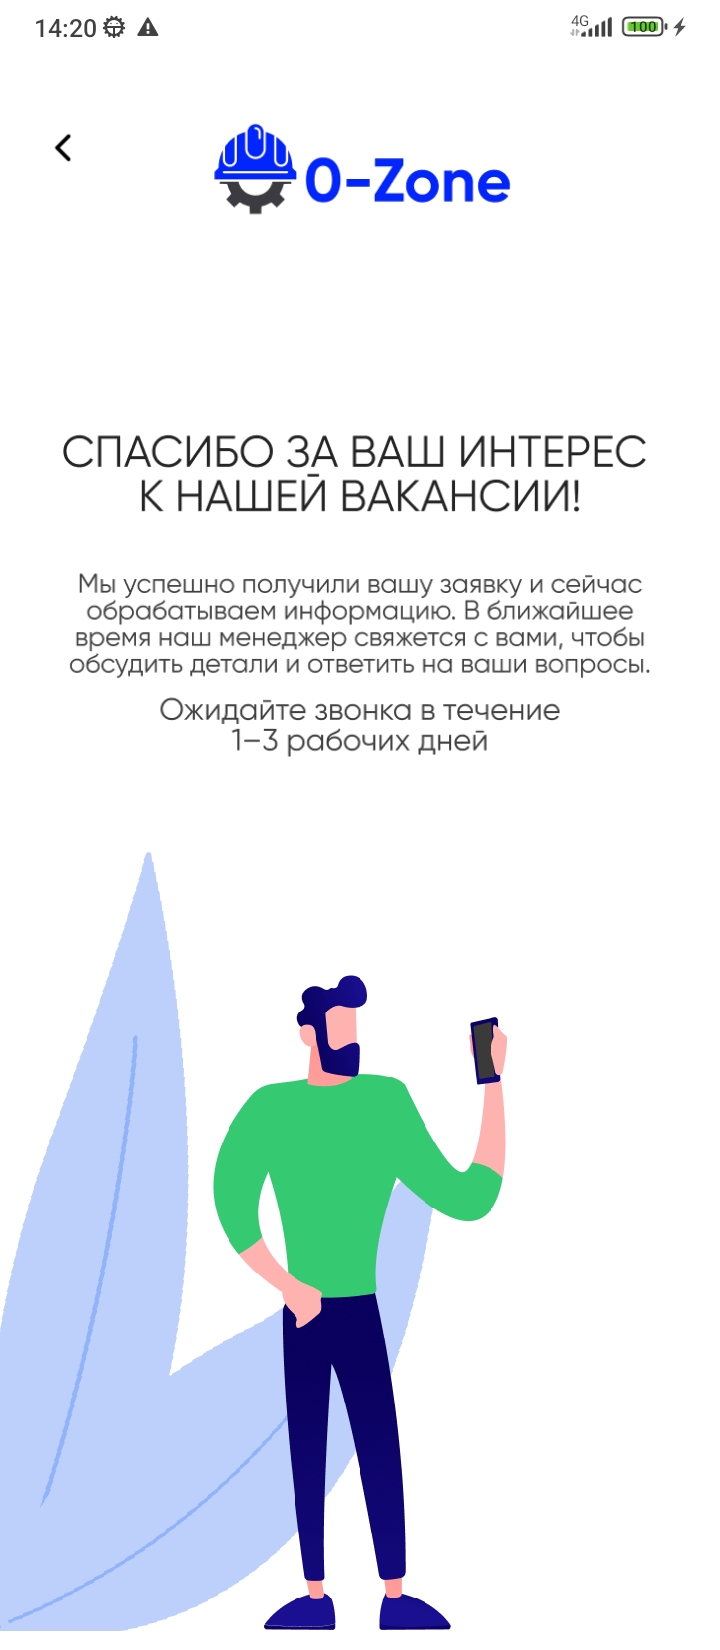 14:20
4G
100
0-Zone
СПАСИБО ЗА ВАШ ИНТЕРЕС
К НАШЕЙ ВАКАНСИИ!
Мы успешно получили вашу заявку и сейчас
обрабатываем информацию. В ближайшее
время наш менеджер свяжется с вами, чтобы
обсудить детали и ответить на ваши вопросы.
Ожидайте звонка в течение
1–3 рабочих дней